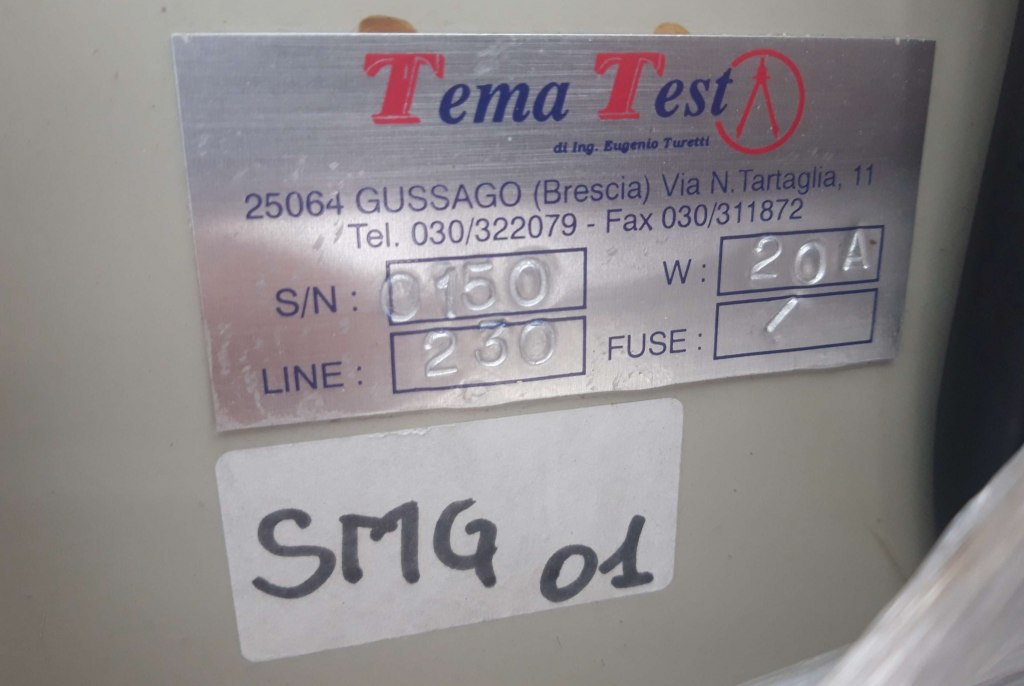 Tema Test
di Ing. Eugenio Turetti
25064 GUSSAGO (Brescia) Via N. Tartaglia, 11
Tel. 030/322079 - Fax 030/311872
S/N : 0150 W : 20A
LINE : 230 FUSE : /
SMG 01